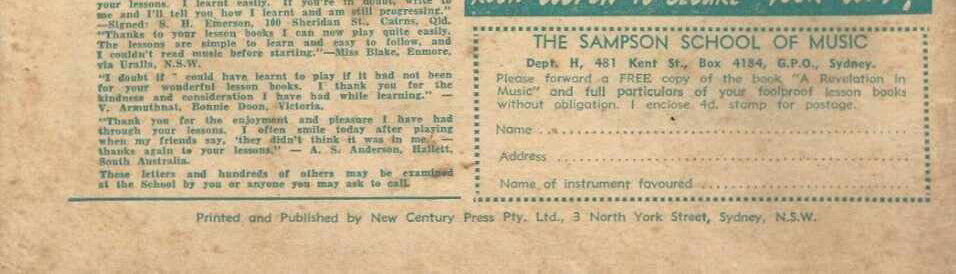 your lessons. I learnt easily. If you're in doubt, write to
me and I'll tell you how I learnt and am still progressing."
—Signed: S. H. Emerson, 100 Sheridan St., Cairns, Qld.
"Thanks to your lesson books I can now play quite easily.
The lessons are simple to learn and easy to follow, and
I couldn't read music before starting."—Miss Blake, Enmore,
via Uralla, N.S.W.
"I doubt if I could have learnt to play if it had not been
for your wonderful lesson books. I thank you for the
kindness and consideration I have had while learning." —
V. Armuthnat, Bonnie Doon, Victoria.
"Thank you for the enjoyment and pleasure I have had
through your lessons. I often smile today after playing
when my friends say, 'they didn't think it was in me,'
thanks again to your lessons." — A. S. Anderson, Hallett,
South Australia.
These letters and hundreds of others may be examined
at the School by you or anyone you may ask to call.
THE SAMPSON SCHOOL OF MUSIC
Dept. H, 481 Kent St., Box 4184, G.P.O., Sydney.
Please forward a FREE copy of the book "A Revelation in
Music" and full particulars of your foolproof lesson books
without obligation. I enclose 4d. stamp for postage.
Name
Address
Name of instrument favoured
Printed and Published by New Century Press Pty. Ltd., 3 North York Street, Sydney, N.S.W.